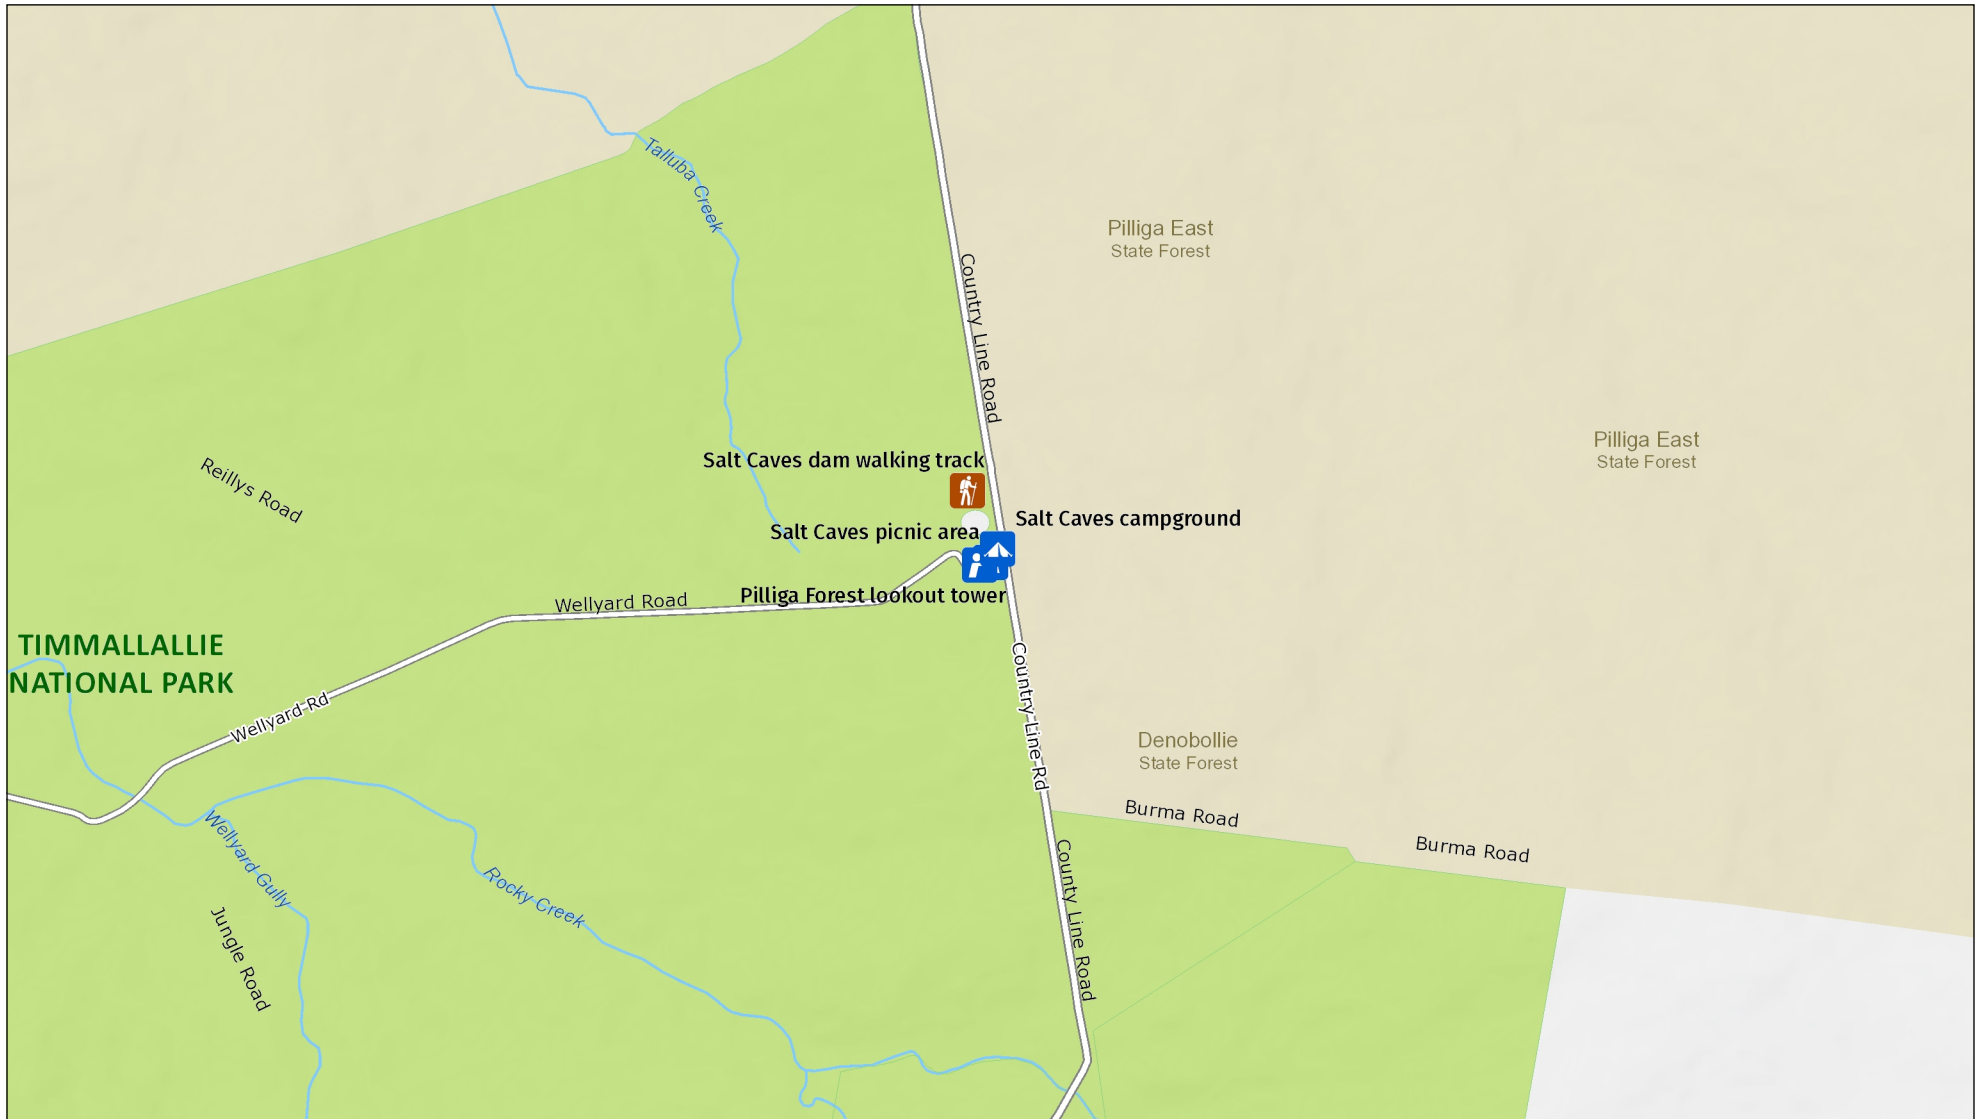 Talluba Creek
Pilliga East
State Forest
Country Line Road
Pilliga East
State Forest
Reillys Road
Salt Caves dam walking track
Salt Caves campground
Salt Caves picnic area
Pilliga Forest lookout tower
Wellyard Road
TIMMALLALLIE
NATIONAL PARK
Wellyard Rd
Country Line Rd
Denobollie
State Forest
Burma Road
Burma Road
Wellyard Gully
Rocky Creek
County Line Road
Jungle Road